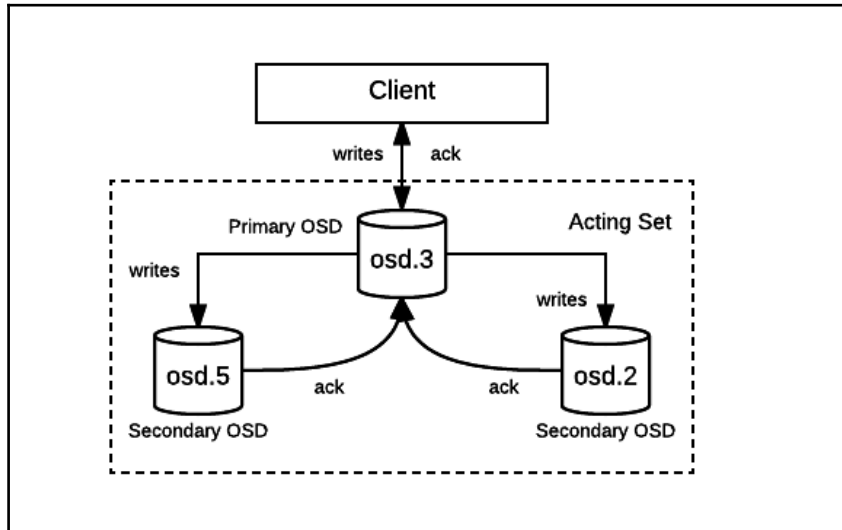 Client
writes ack
Primary OSD
Acting Set
osd.3
writes
writes
osd.5
osd.2
ack
ack
Secondary OSD
Secondary OSD